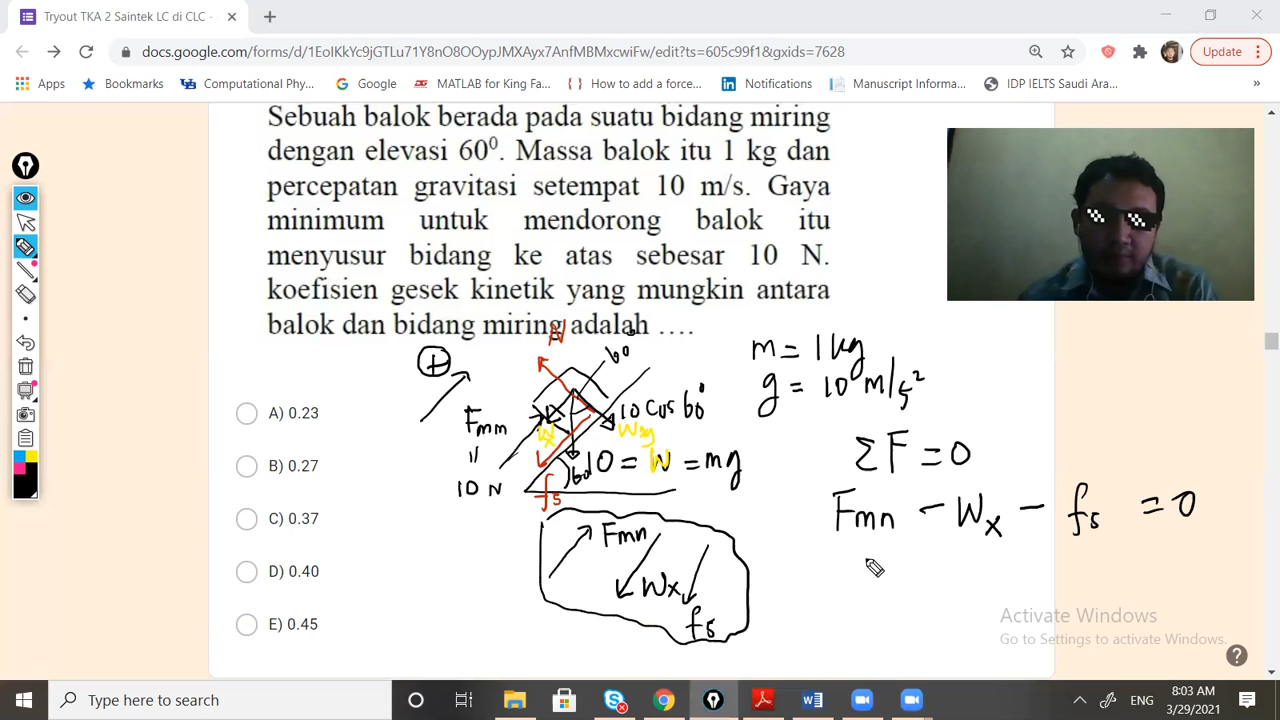 Tryout TKA 2 Saintek LC di CLC -
docs.google.com/forms/d/1EoIKkYc9jGTLu71Y8nO8OOypJMXAyx7AnfMBMxcwiFw/edit?ts=605c99f1&gxids=7628
Update
Apps
Bookmarks
Computational Phy...
Google
MATLAB for King Fa...
How to add a force...
Notifications
Manuscript Informa...
IDP IELTS Saudi Ara...
Sebuah balok berada pada suatu bidang miring
dengan elevasi 60⁰. Massa balok itu 1 kg dan
percepatan gravitasi setempat 10 m/s. Gaya
minimum untuk mendorong balok itu
menyusur bidang ke atas sebesar 10 N.
koefisien gesek kinetik yang mungkin antara
balok dan bidang miring adalah ….
A) 0.23
B) 0.27
C) 0.37
D) 0.40
E) 0.45
+
N
60°
Fmn
=
10 N
10 cos 60°
Wx
Wy
60
10 = W = mg
fs
Fmn
Wx
fs
m = 1 kg
g = 10 m/s²
ΣF = 0
Fmn - Wx - fs = 0
Activate Windows
Go to Settings to activate Windows.
Type here to search
8:03 AM
ENG
3/29/2021